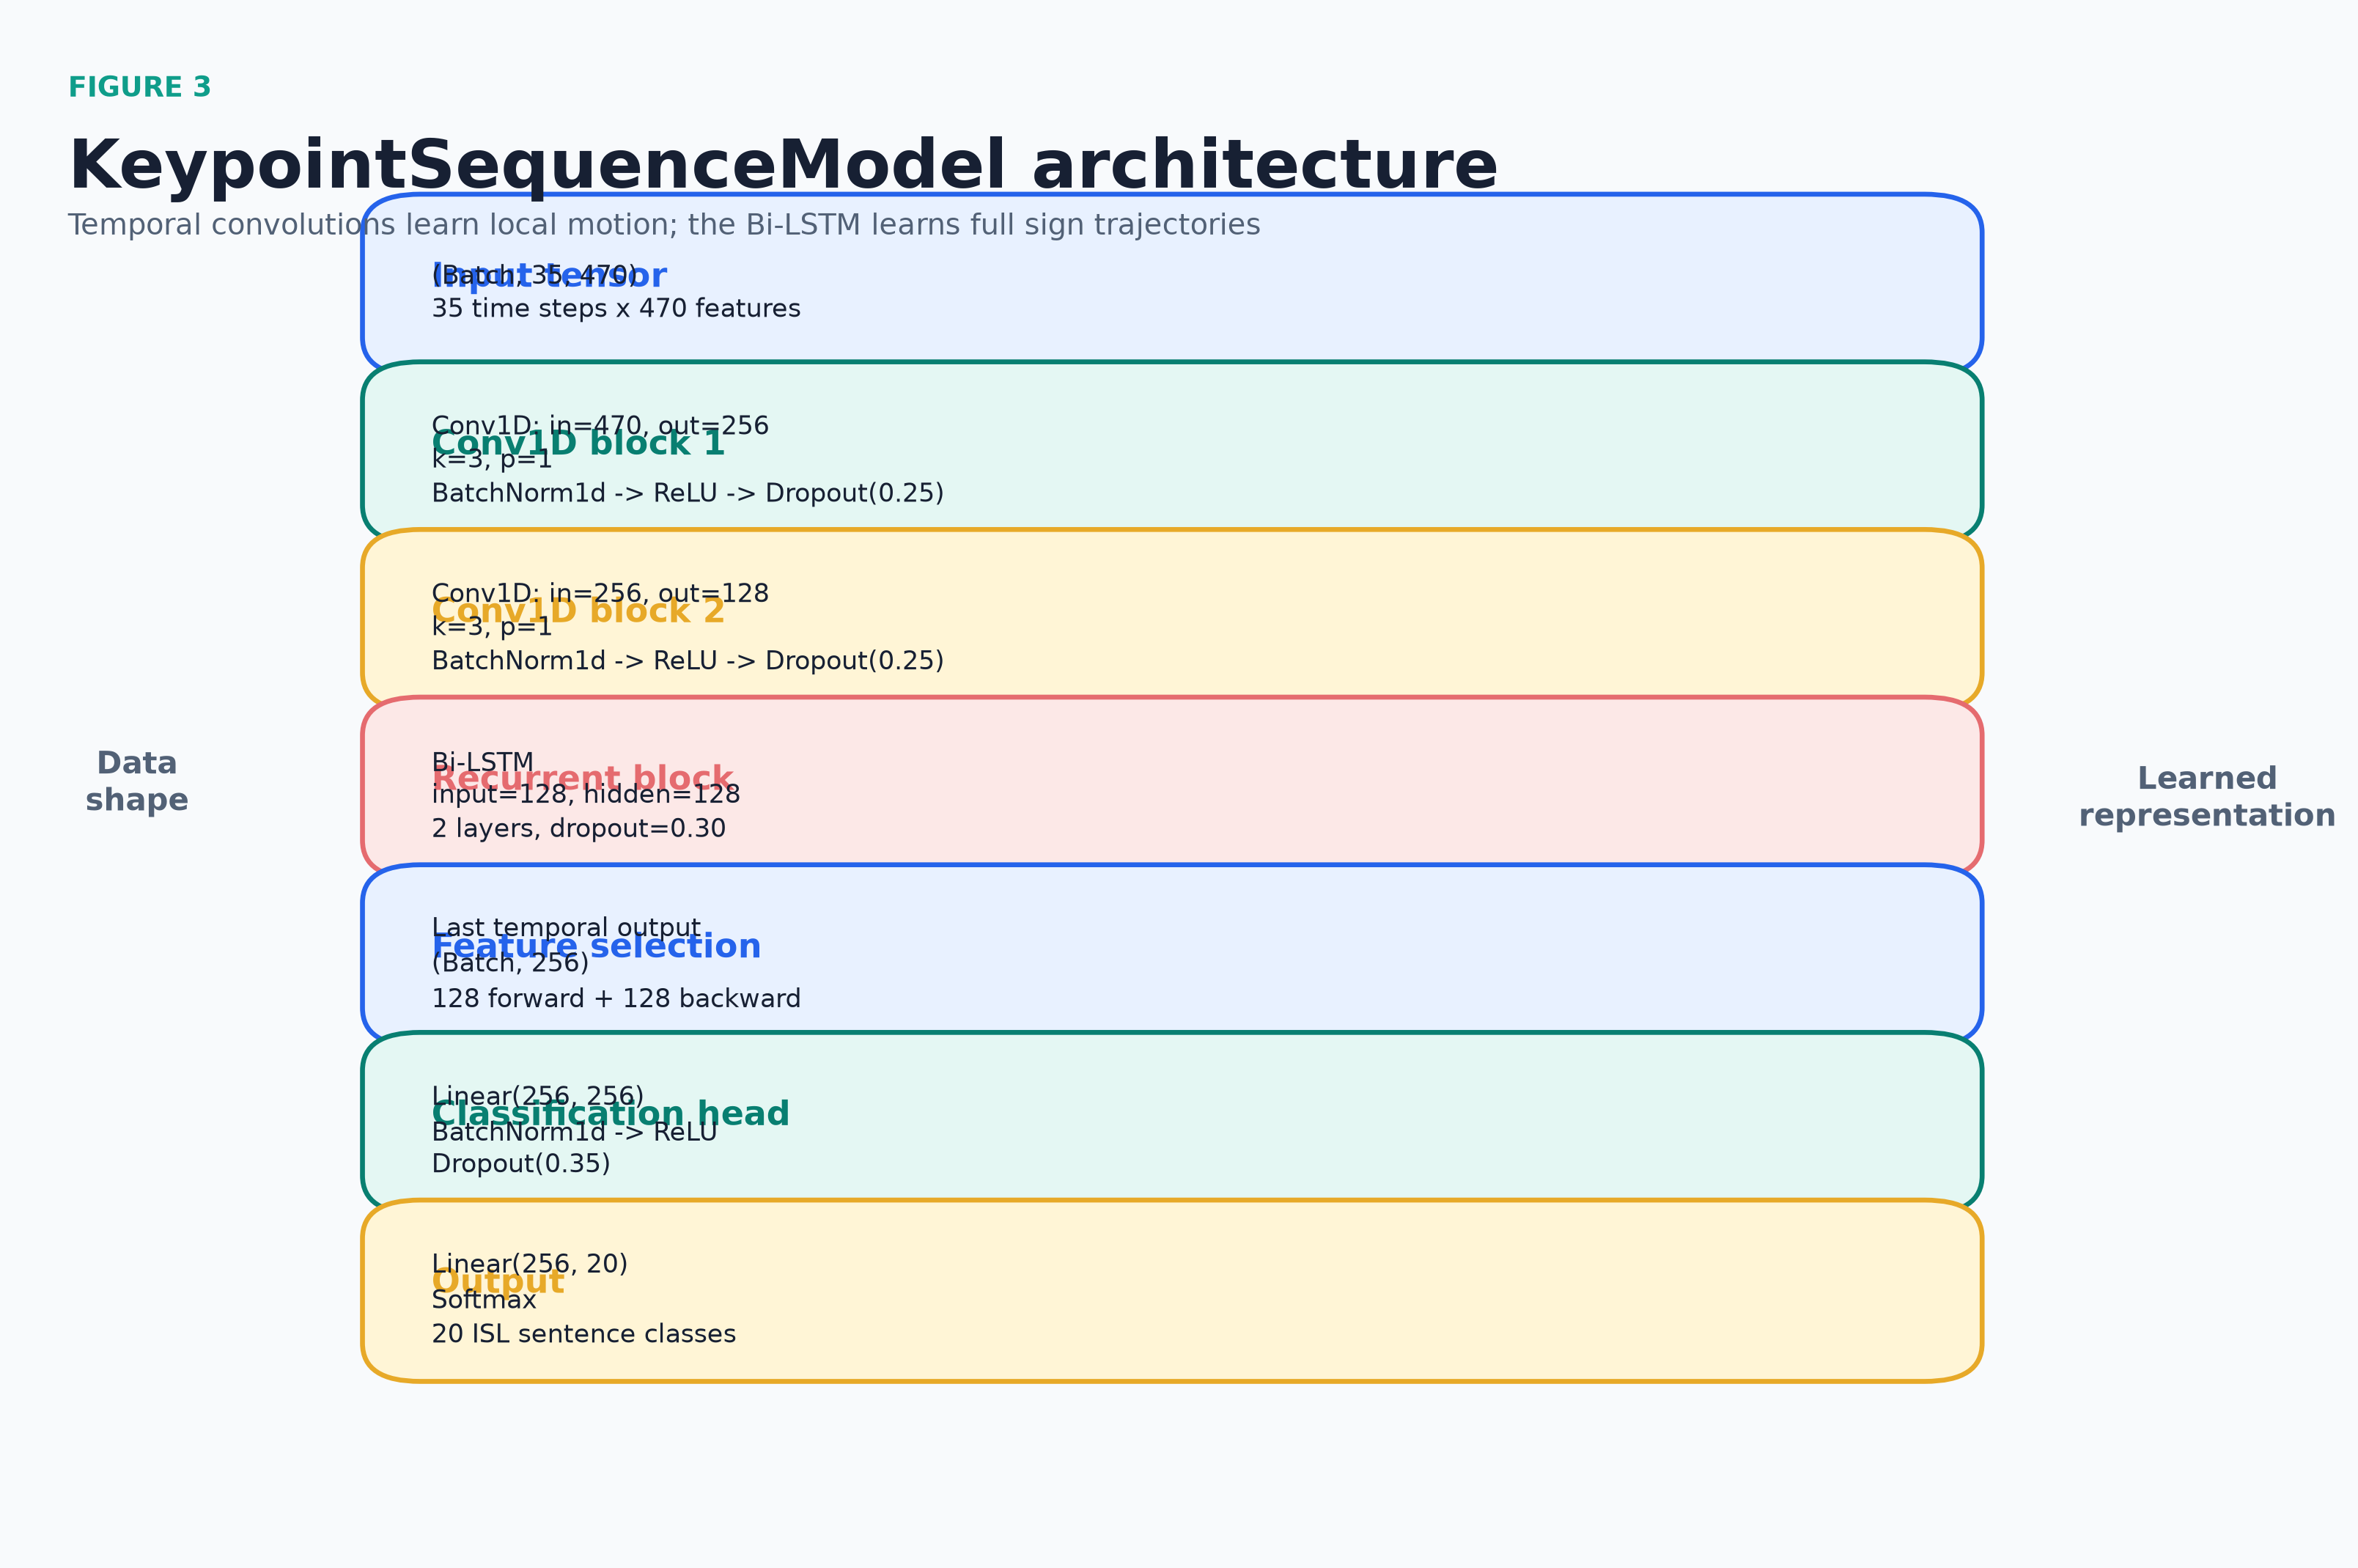 FIGURE 3
KeypointSequenceModel architecture
Temporal convolutions learn local motion; the Bi-LSTM learns full sign trajectories
Input tensor
(Batch, 35, 470)
35 time steps x 470 features
Conv1D block 1
Conv1D: in=470, out=256
k=3, p=1
BatchNorm1d -> ReLU -> Dropout(0.25)
Conv1D block 2
Conv1D: in=256, out=128
k=3, p=1
BatchNorm1d -> ReLU -> Dropout(0.25)
Data
shape
Recurrent block
Bi-LSTM
input=128, hidden=128
2 layers, dropout=0.30
Learned
representation
Feature selection
Last temporal output
(Batch, 256)
128 forward + 128 backward
Classification head
Linear(256, 256)
BatchNorm1d -> ReLU
Dropout(0.35)
Output
Linear(256, 20)
Softmax
20 ISL sentence classes